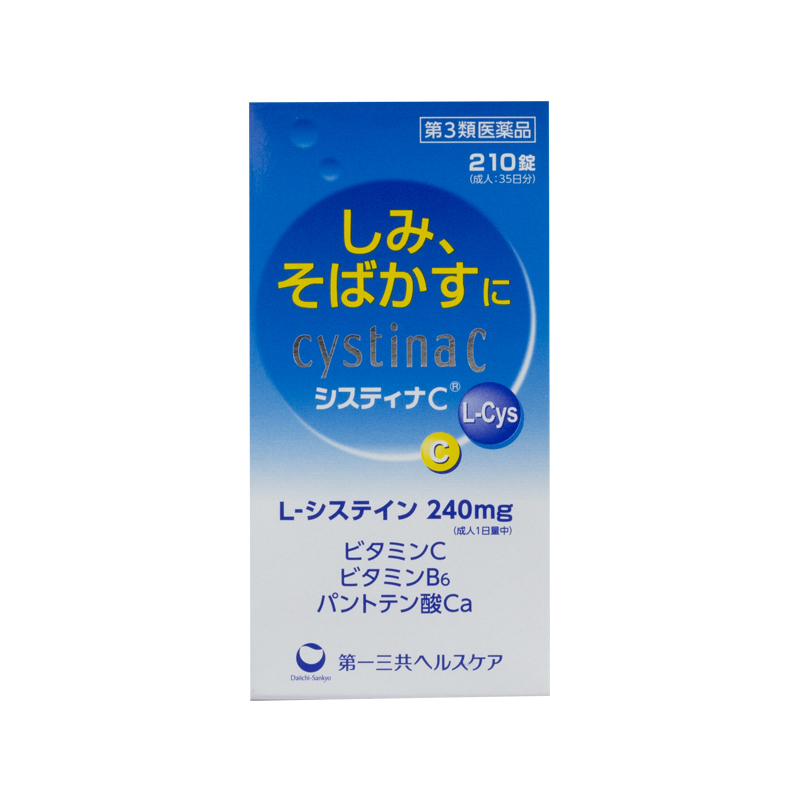 第3類医薬品
210錠
(成人:35日分)
しみ、
そばかすに
cystina C
システィナC®
L-Cys
C
L-システイン 240mg
(成人1日量中)
ビタミンC
ビタミンB6
パントテン酸Ca
第一三共ヘルスケア
Daiichi-Sankyo